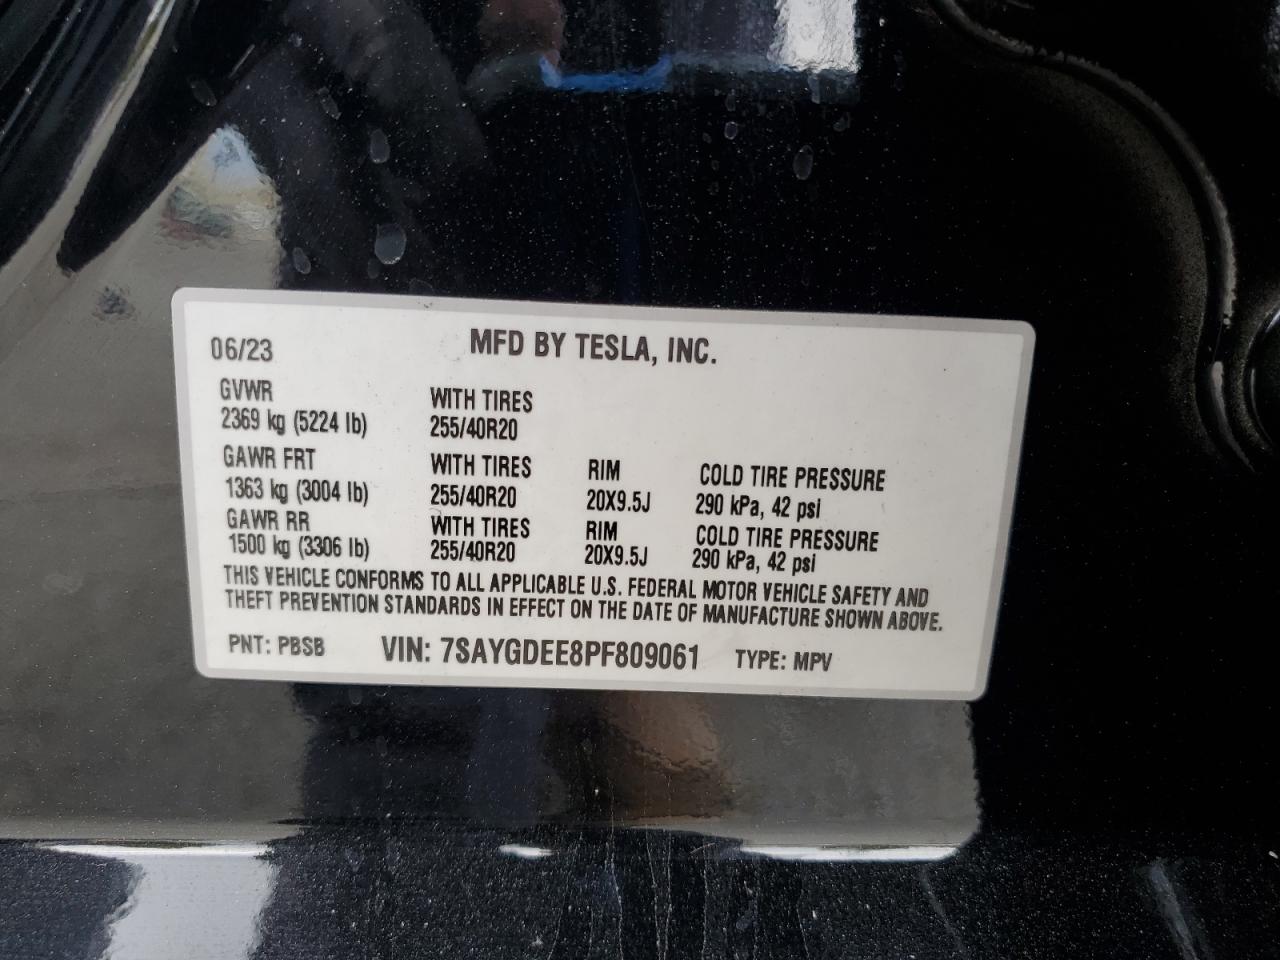 06/23 MFD BY TESLA, INC.
GVWR WITH TIRES
2369 kg (5224 lb) 255/40R20
GAWR FRT WITH TIRES RIM COLD TIRE PRESSURE
1363 kg (3004 lb) 255/40R20 20X9.5J 290 kPa, 42 psi
GAWR RR WITH TIRES RIM COLD TIRE PRESSURE
1500 kg (3306 lb) 255/40R20 20X9.5J 290 kPa, 42 psi
THIS VEHICLE CONFORMS TO ALL APPLICABLE U.S. FEDERAL MOTOR VEHICLE SAFETY AND
THEFT PREVENTION STANDARDS IN EFFECT ON THE DATE OF MANUFACTURE SHOWN ABOVE.
PNT: PBSB VIN: 7SAYGDEE8PF809061 TYPE: MPV